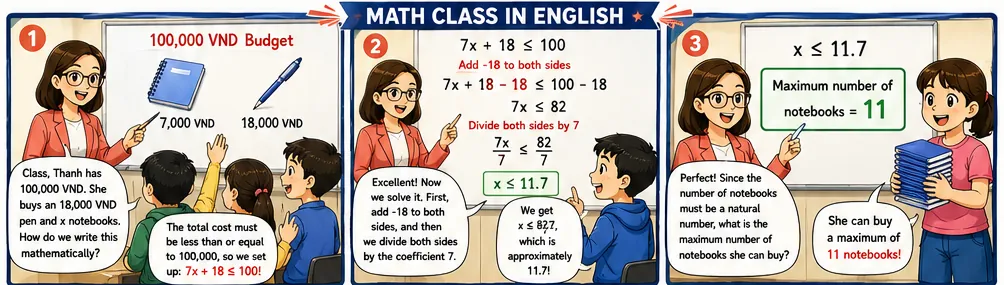 MATH CLASS IN ENGLISH
1
100,000 VND Budget
7,000 VND
18,000 VND
Class, Thanh has
100,000 VND. She
buys an 18,000 VND
pen and x notebooks.
How do we write this
mathematically?
The total cost must
be less than or equal
to 100,000, so we set
up: 7x + 18 ≤ 100!
2
7x + 18 ≤ 100
Add -18 to both sides
7x + 18 − 18 ≤ 100 − 18
7x ≤ 82
Divide both sides by 7
7x/7 ≤ 82/7
x ≤ 11.7
Excellent! Now
we solve it. First,
add -18 to both
sides, and then
we divide both sides
by the coefficient 7.
We get
which is
approximately
11.7!
3
x ≤ 11.7
Maximum number of
notebooks = 11
Perfect! Since the
number of notebooks
must be a natural
number, what is the
maximum number of
notebooks she can buy?
She can buy
a maximum of
11 notebooks!